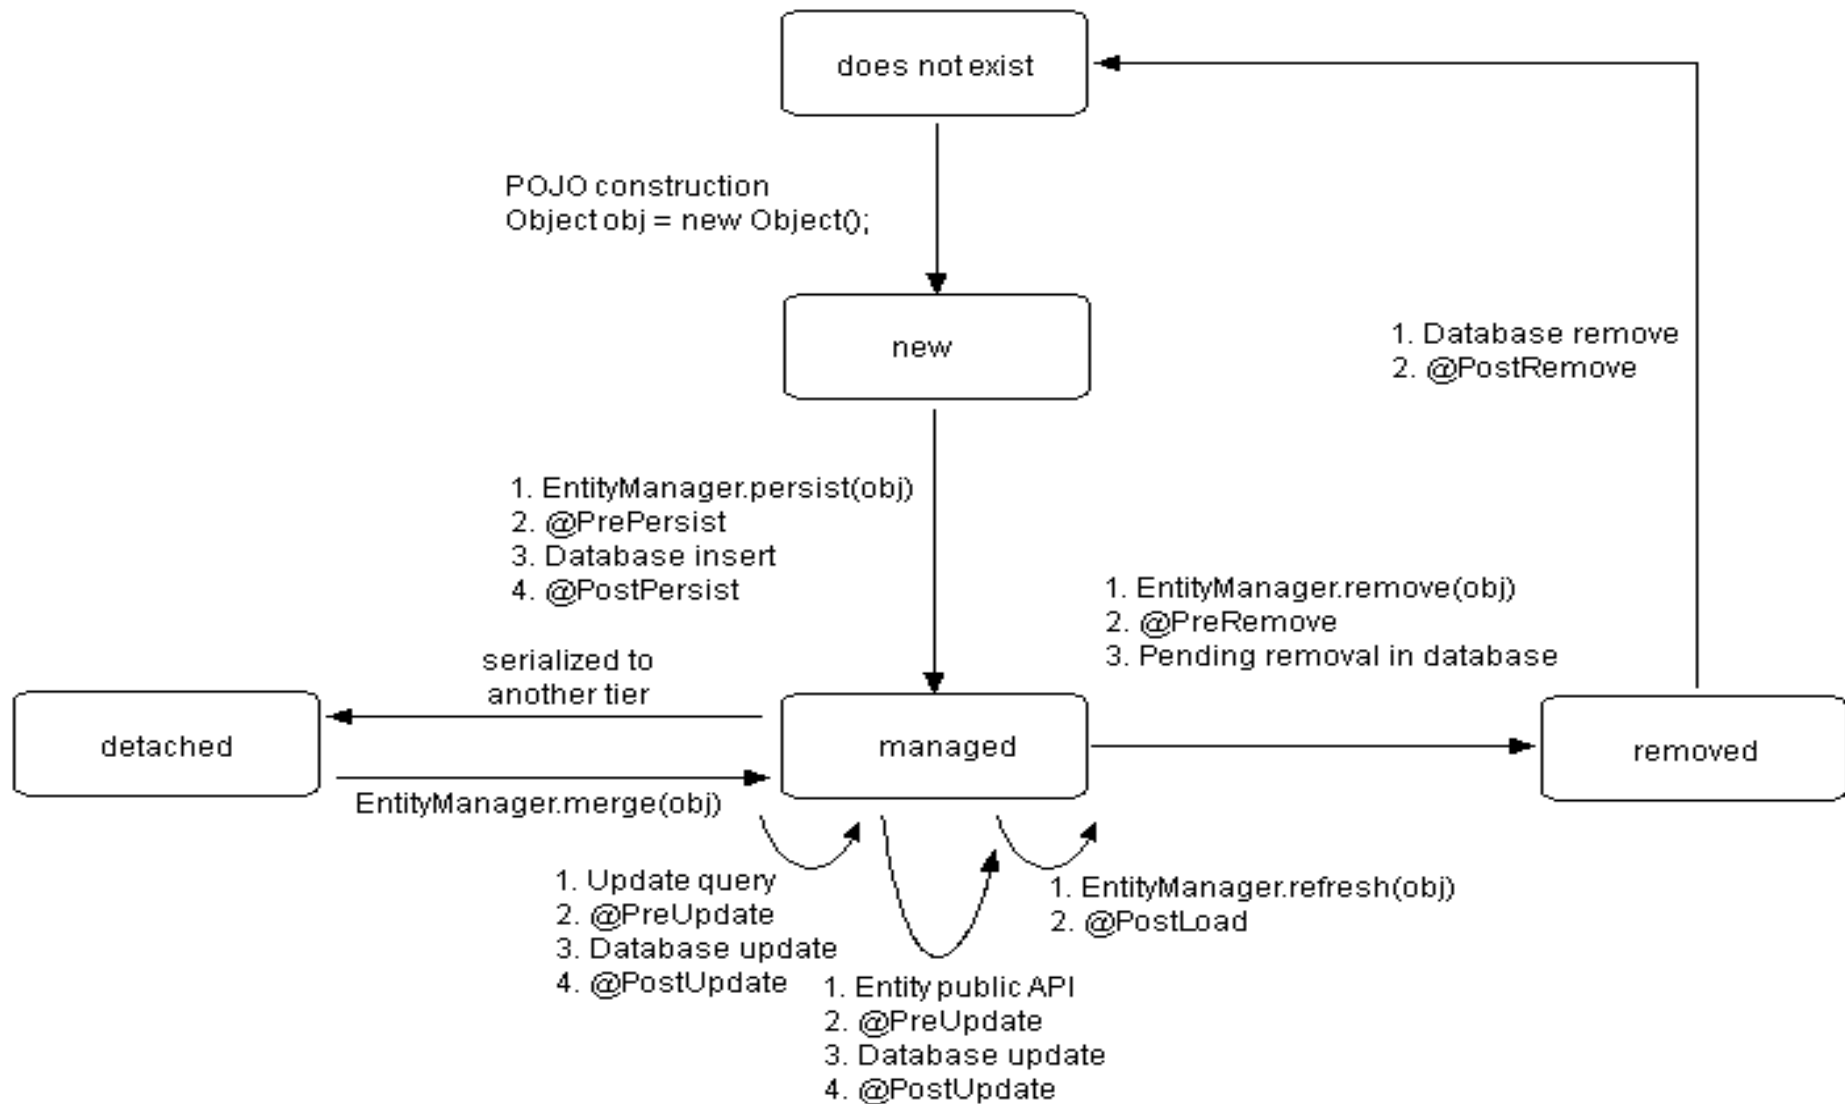 does not exist
POJO construction
Object obj = new Object();
new
1. Database remove
2. @PostRemove
1. EntityManager.persist(obj)
2. @PrePersist
3. Database insert
4. @PostPersist
1. EntityManager.remove(obj)
2. @PreRemove
3. Pending removal in database
serialized to
another tier
detached
managed
removed
EntityManager.merge(obj)
1. Update query
2. @PreUpdate
3. Database update
4. @PostUpdate
1. EntityManager.refresh(obj)
2. @PostLoad
1. Entity public API
2. @PreUpdate
3. Database update
4. @PostUpdate